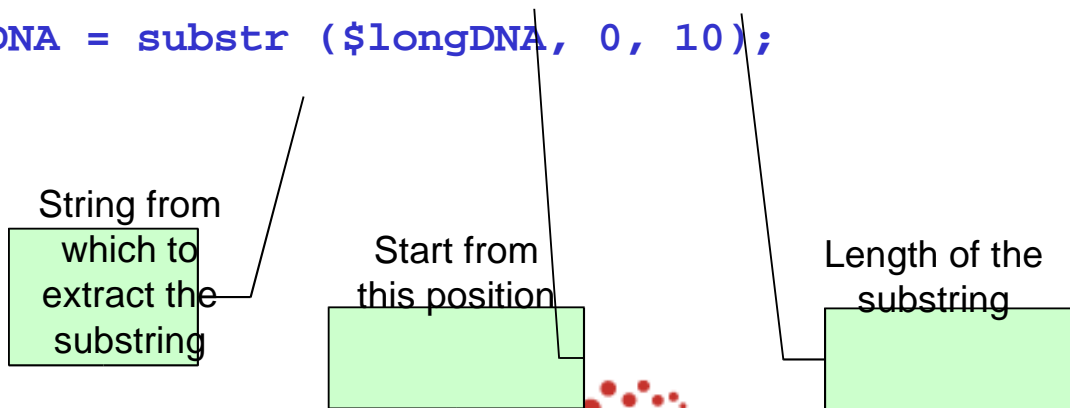 DNA = substr ($longDNA, 0, 10);
String from
which to
extract the
substring
Start from
this position
Length of the
substring